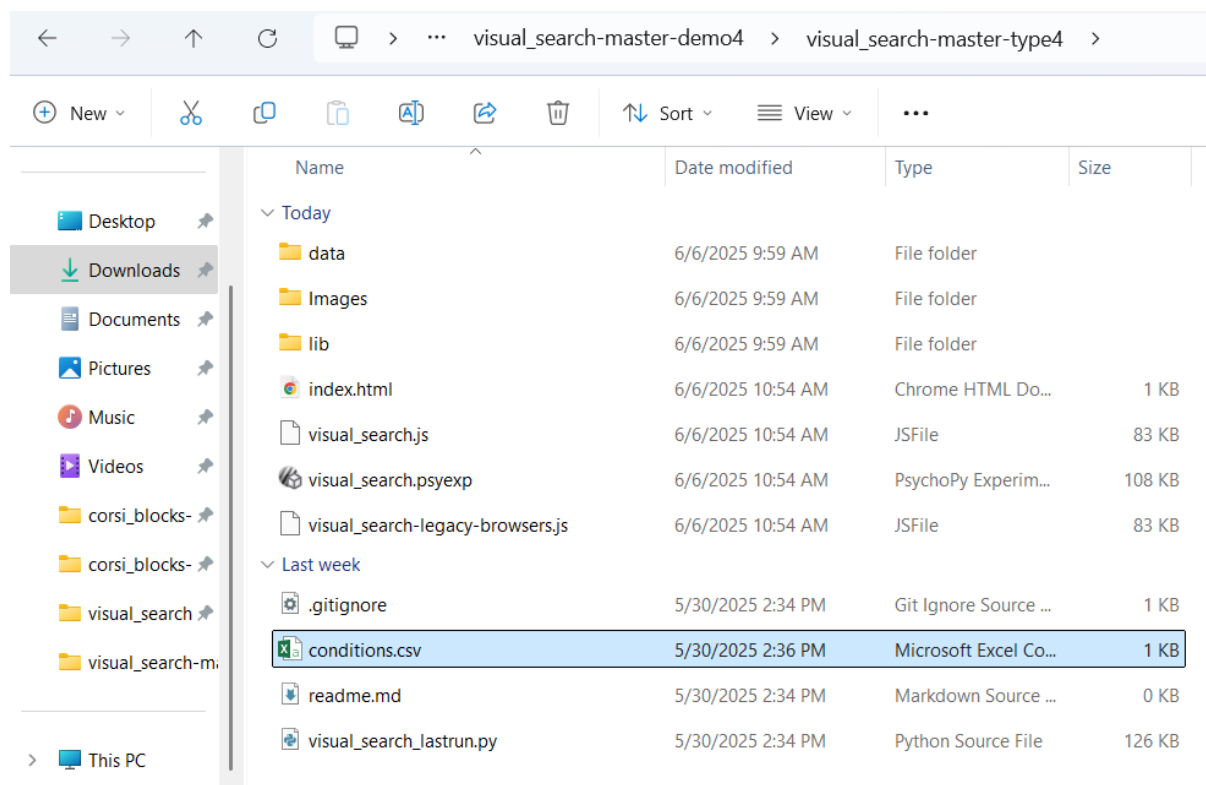 ··· visual_search-master-demo4 > visual_search-master-type4 >
New Sort View ···
Name Date modified Type Size
Desktop
Downloads
Documents
Pictures
Music
Videos
corsi_blocks-
corsi_blocks-
visual_search
visual_search-ma
This PC
Today
data 6/6/2025 9:59 AM File folder
Images 6/6/2025 9:59 AM File folder
lib 6/6/2025 9:59 AM File folder
index.html 6/6/2025 10:54 AM Chrome HTML Do... 1 KB
visual_search.js 6/6/2025 10:54 AM JSFile 83 KB
visual_search.psyexp 6/6/2025 10:54 AM PsychoPy Experim... 108 KB
visual_search-legacy-browsers.js 6/6/2025 10:54 AM JSFile 83 KB
Last week
.gitignore 5/30/2025 2:34 PM Git Ignore Source ... 1 KB
conditions.csv 5/30/2025 2:36 PM Microsoft Excel Co... 1 KB
readme.md 5/30/2025 2:34 PM Markdown Source ... 0 KB
visual_search_lastrun.py 5/30/2025 2:34 PM Python Source File 126 KB